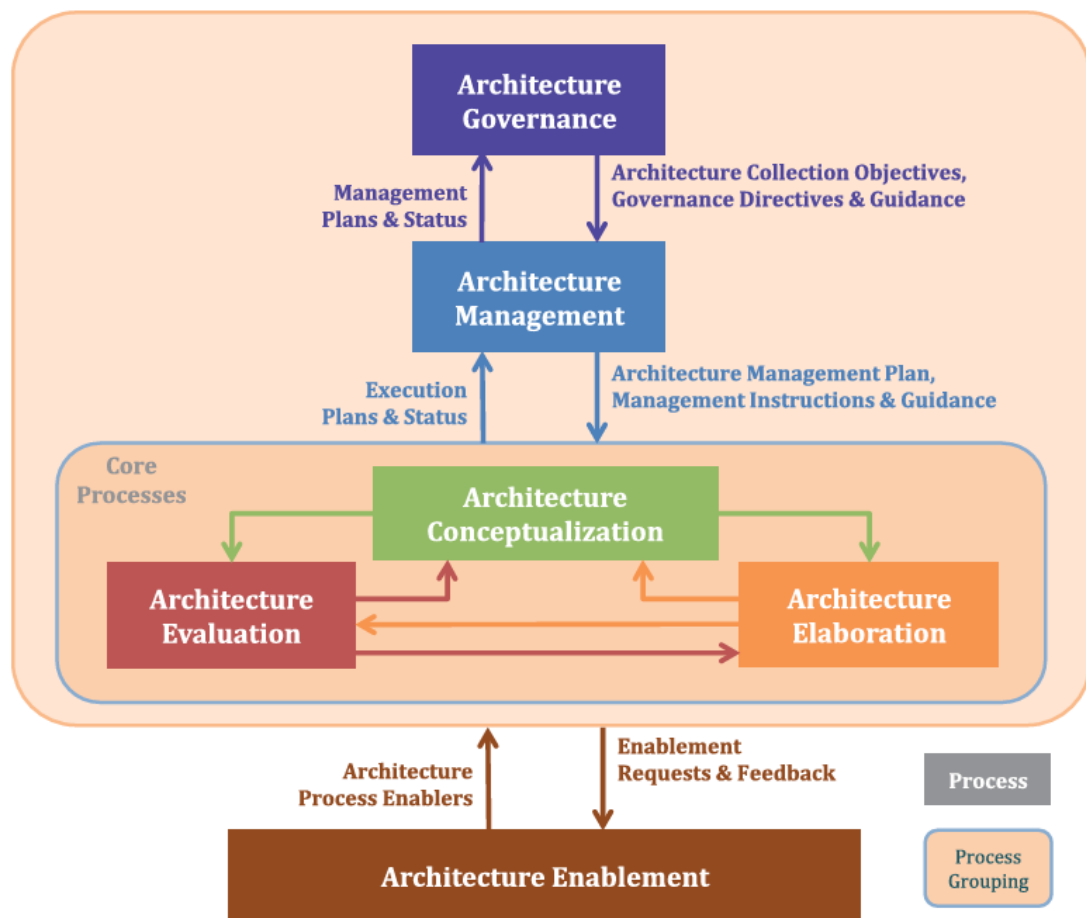 Architecture
Governance
Management
Plans & Status
Architecture Collection Objectives,
Governance Directives & Guidance
Architecture
Management
Execution
Plans & Status
Architecture Management Plan,
Management Instructions & Guidance
Core
Processes
Architecture
Conceptualization
Architecture
Evaluation
Architecture
Elaboration
Architecture
Process Enablers
Enablement
Requests & Feedback
Process
Architecture Enablement
Process
Grouping